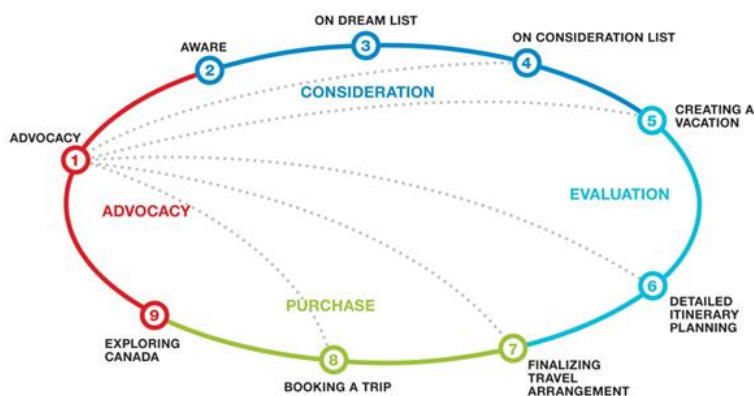 ON DREAM LIST
3
AWARE
2
ON CONSIDERATION LIST
4
CONSIDERATION
CREATING A
VACATION
5
ADVOCACY
1
ADVOCACY
EVALUATION
6
DETAILED
ITINERARY
PLANNING
PURCHASE
9
EXPLORING
CANADA
8
BOOKING A TRIP
7
FINALIZING
TRAVEL
ARRANGEMENT